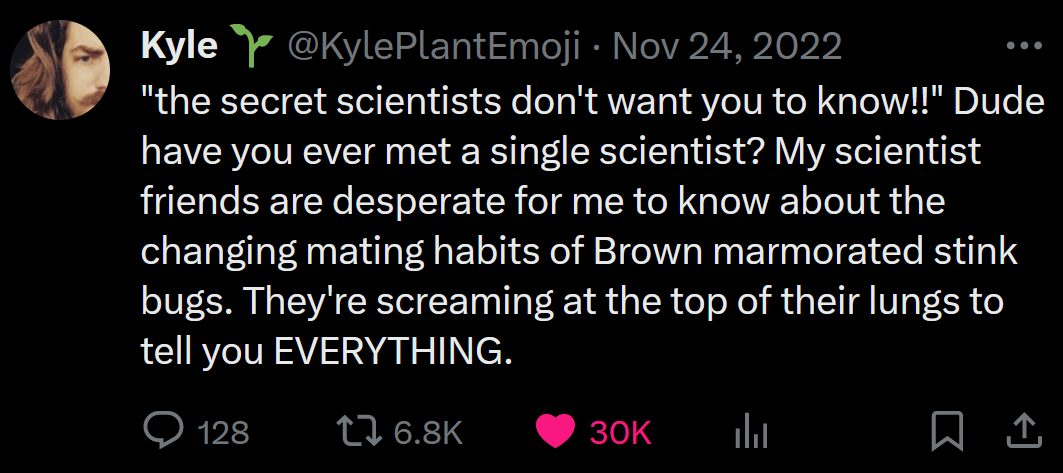 Kyle 🌱 @KylePlantEmoji · Nov 24, 2022
"the secret scientists don't want you to know!!" Dude
have you ever met a single scientist? My scientist
friends are desperate for me to know about the
changing mating habits of Brown marmorated stink
bugs. They're screaming at the top of their lungs to
tell you EVERYTHING.
128 6.8K 30K